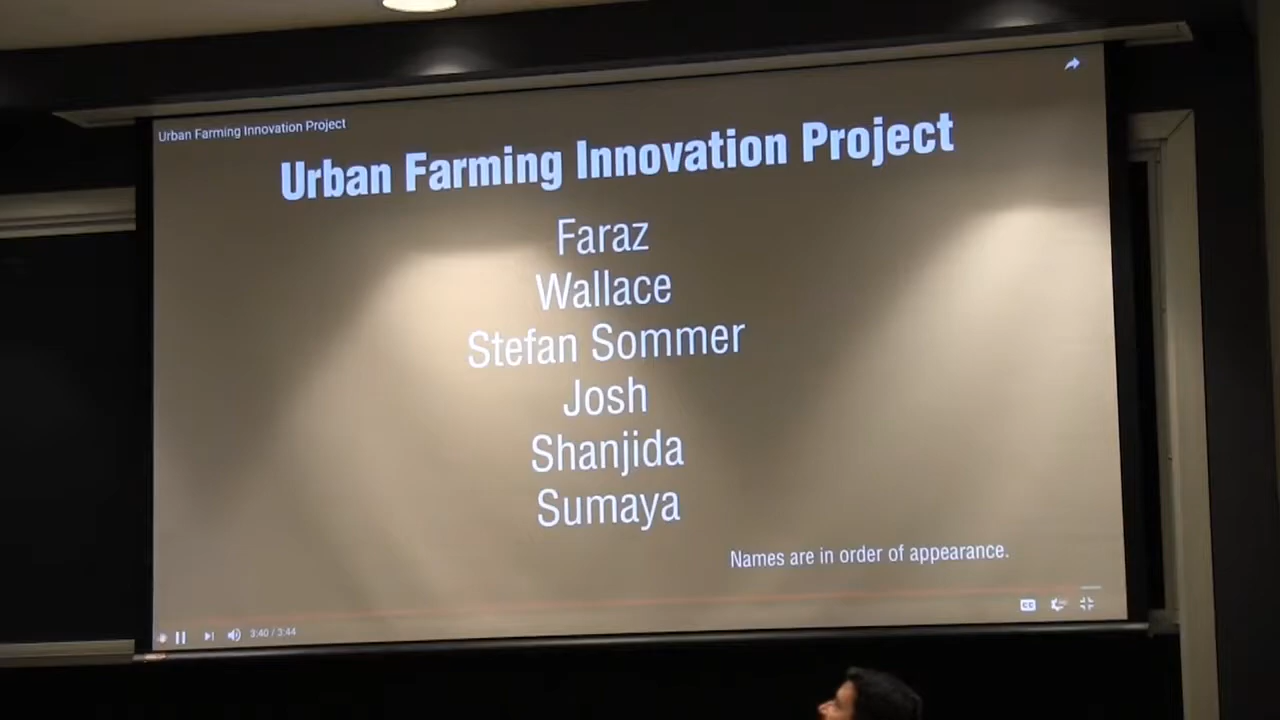 Urban Farming Innovation Project
Urban Farming Innovation Project
Faraz
Wallace
Stefan Sommer
Josh
Shanjida
Sumaya
Names are in order of appearance.
CC
3:40 / 3:44